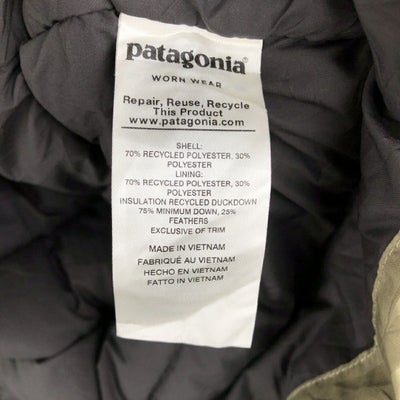 patagonia®
WORN WEAR
Repair, Reuse, Recycle
This Product
www.patagonia.com
SHELL:
70% RECYCLED POLYESTER, 30%
POLYESTER
LINING:
70% RECYCLED POLYESTER, 30%
POLYESTER
INSULATION RECYCLED DUCKDOWN
75% MINIMUM DOWN, 25%
FEATHERS
EXCLUSIVE OF TRIM
MADE IN VIETNAM
FABRIQUÉ AU VIETNAM
HECHO EN VIETNAM
FATTO IN VIETNAM